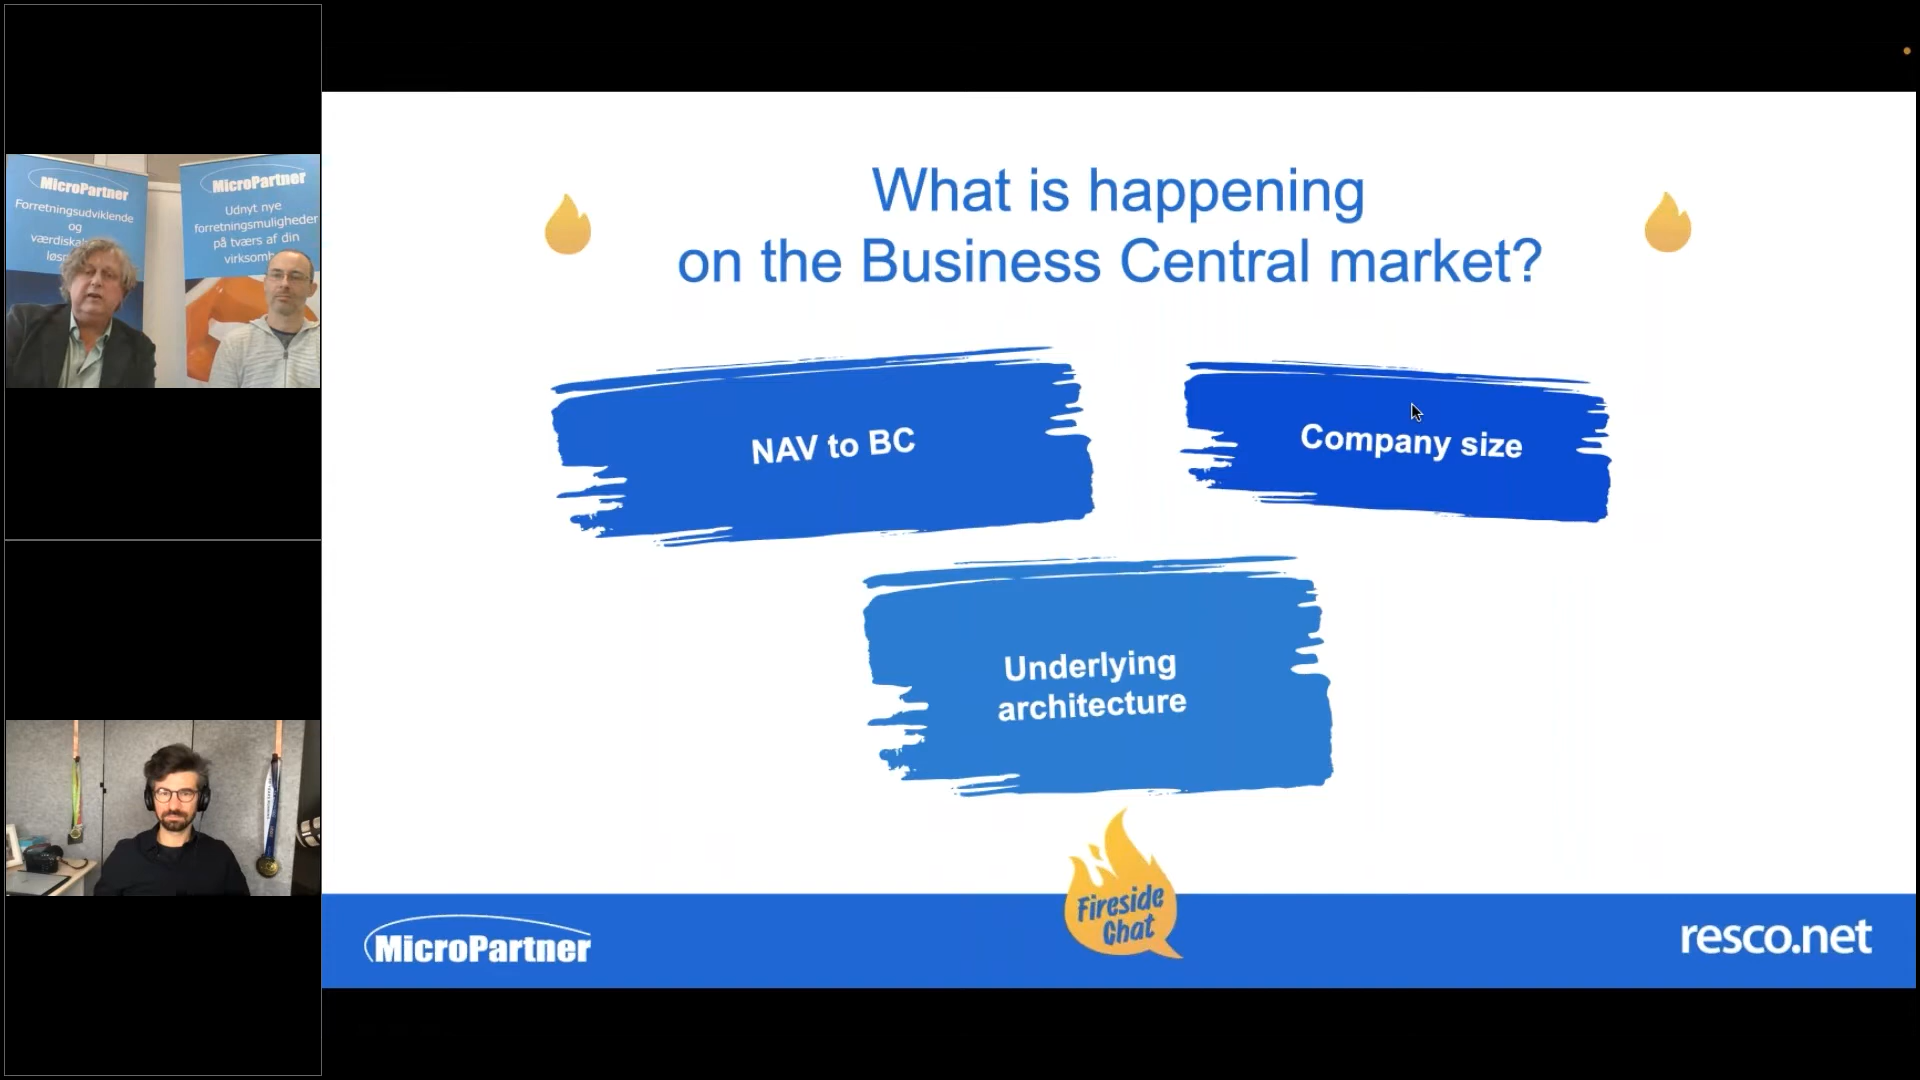 MicroPartner
Forretningsudviklende
og
MicroPartner
Udnyt nye
forretningsmuligheder
på tværs af din
What is happening
on the Business Central market?
NAV to BC
Company size
Underlying
architecture
MicroPartner
Fireside
Chat
resco.net